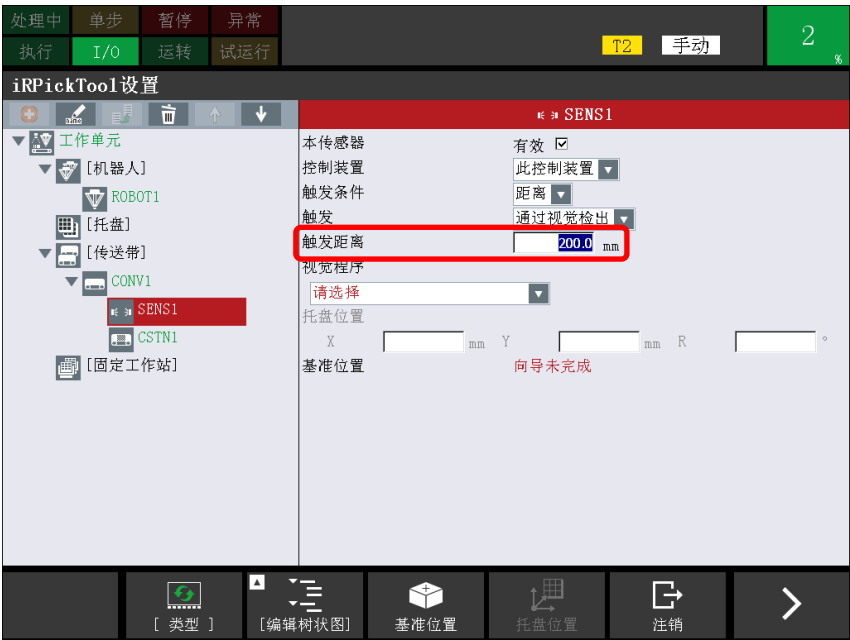 处理中 单步 暂停 异常
执行 I/O 运转 试运行 T2 手动 2 %
iRPickTool设置
SENS1
工作单元
[机器人]
ROBOT1
[托盘]
[传送带]
CONV1
SENS1
CSTN1
[固定工作站]
本传感器 有效
控制装置 此控制装置
触发条件 距离
触发 通过视觉检出
触发距离 200.0 mm
视觉程序
请选择
托盘位置
X mm Y mm R °
基准位置 向导未完成
[ 类型 ] [编辑树状图] 基准位置 托盘位置 注销